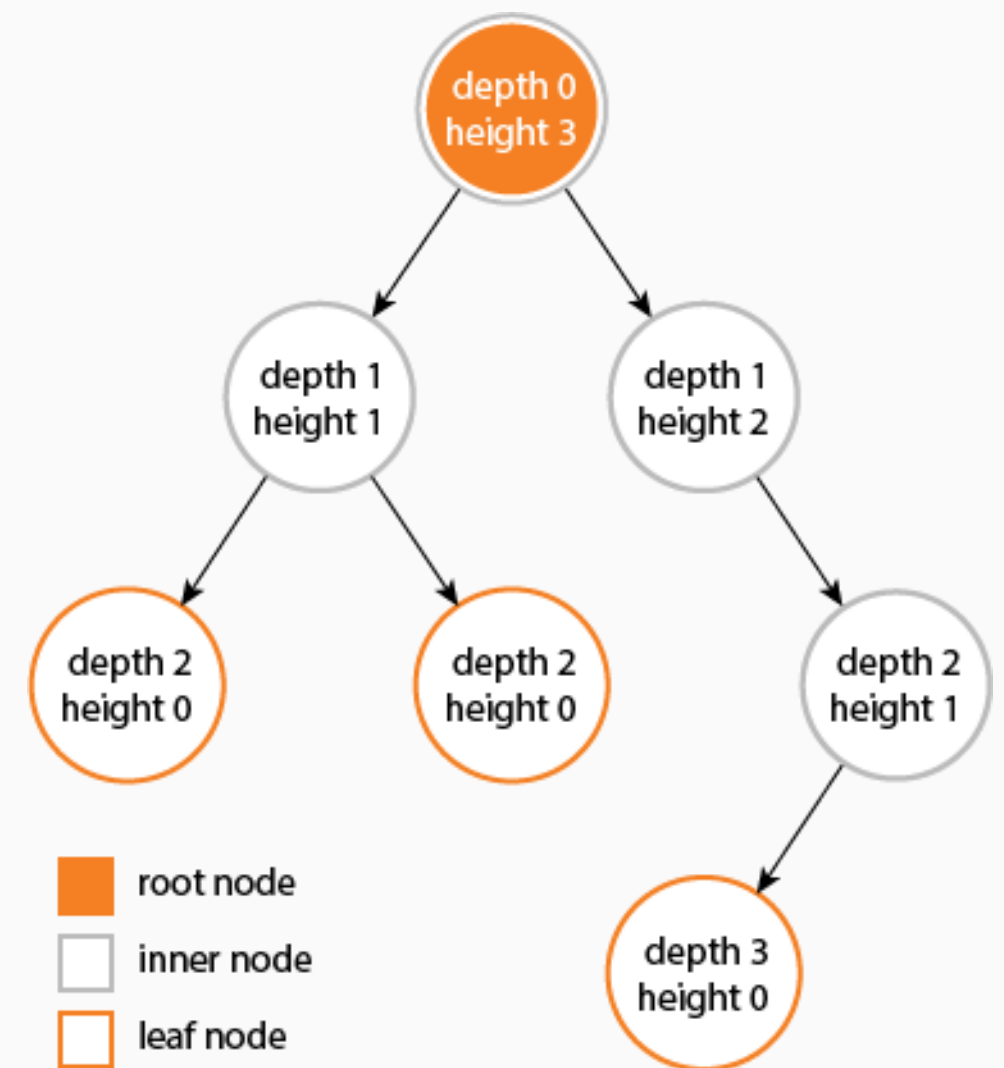 depth 0
height 3
depth 1
height 1
depth 1
height 2
depth 2
height 0
depth 2
height 0
depth 2
height 1
depth 3
height 0
root node
inner node
leaf node